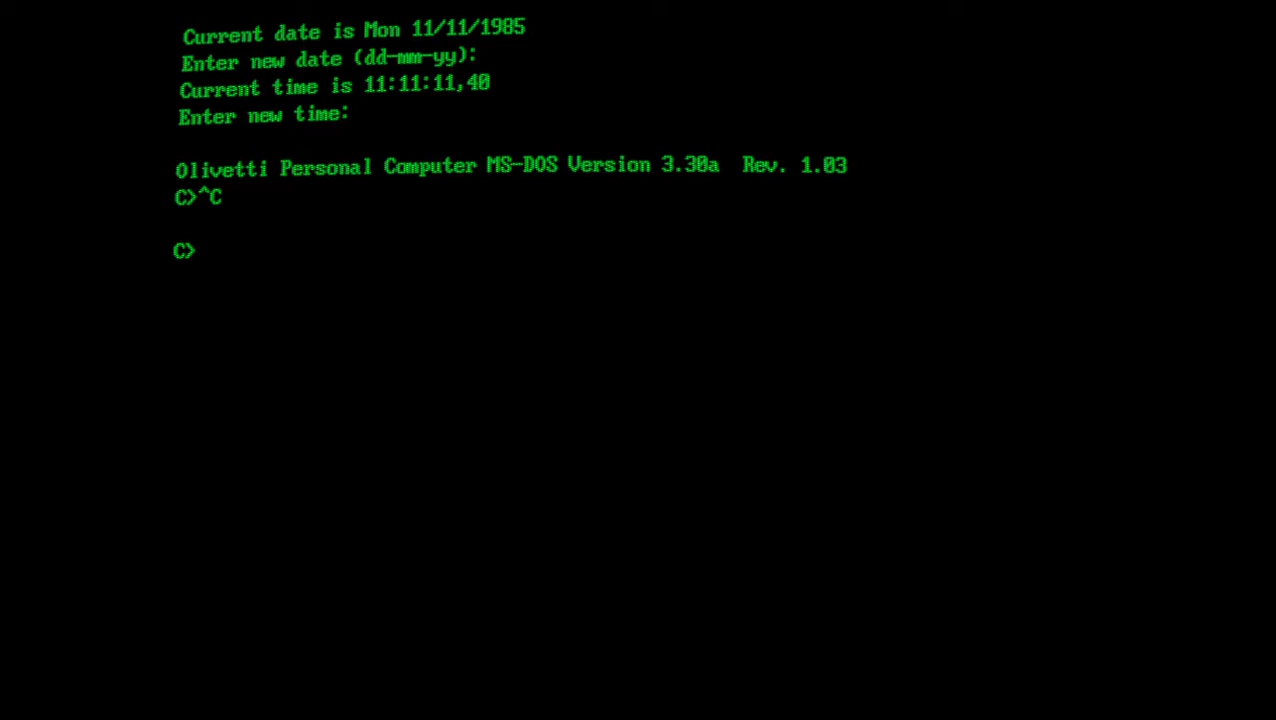 Current date is Mon 11/11/1985
Enter new date (dd-mm-yy):
Current time is 11:11:11,40
Enter new time:
Olivetti Personal Computer MS-DOS Version 3.30a  Rev. 1.03
C>^C
C>